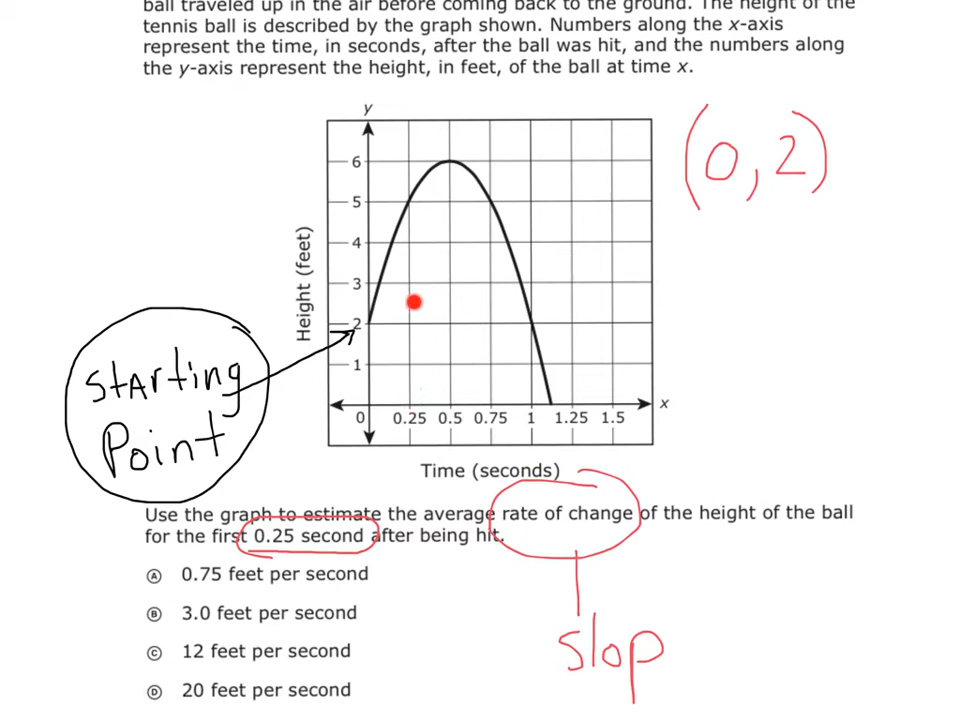 ball traveled up in the air before coming back to the ground. The height of the
tennis ball is described by the graph shown. Numbers along the x-axis
represent the time, in seconds, after the ball was hit, and the numbers along
the y-axis represent the height, in feet, of the ball at time x.
y
(0, 2)
6
5
4
3
2
1
Height (feet)
Starting
Point
0 0.25 0.5 0.75 1 1.25 1.5
x
Time (seconds)
Use the graph to estimate the average rate of change of the height of the ball
for the first 0.25 second after being hit.
A 0.75 feet per second
B 3.0 feet per second
C 12 feet per second
D 20 feet per second
slop